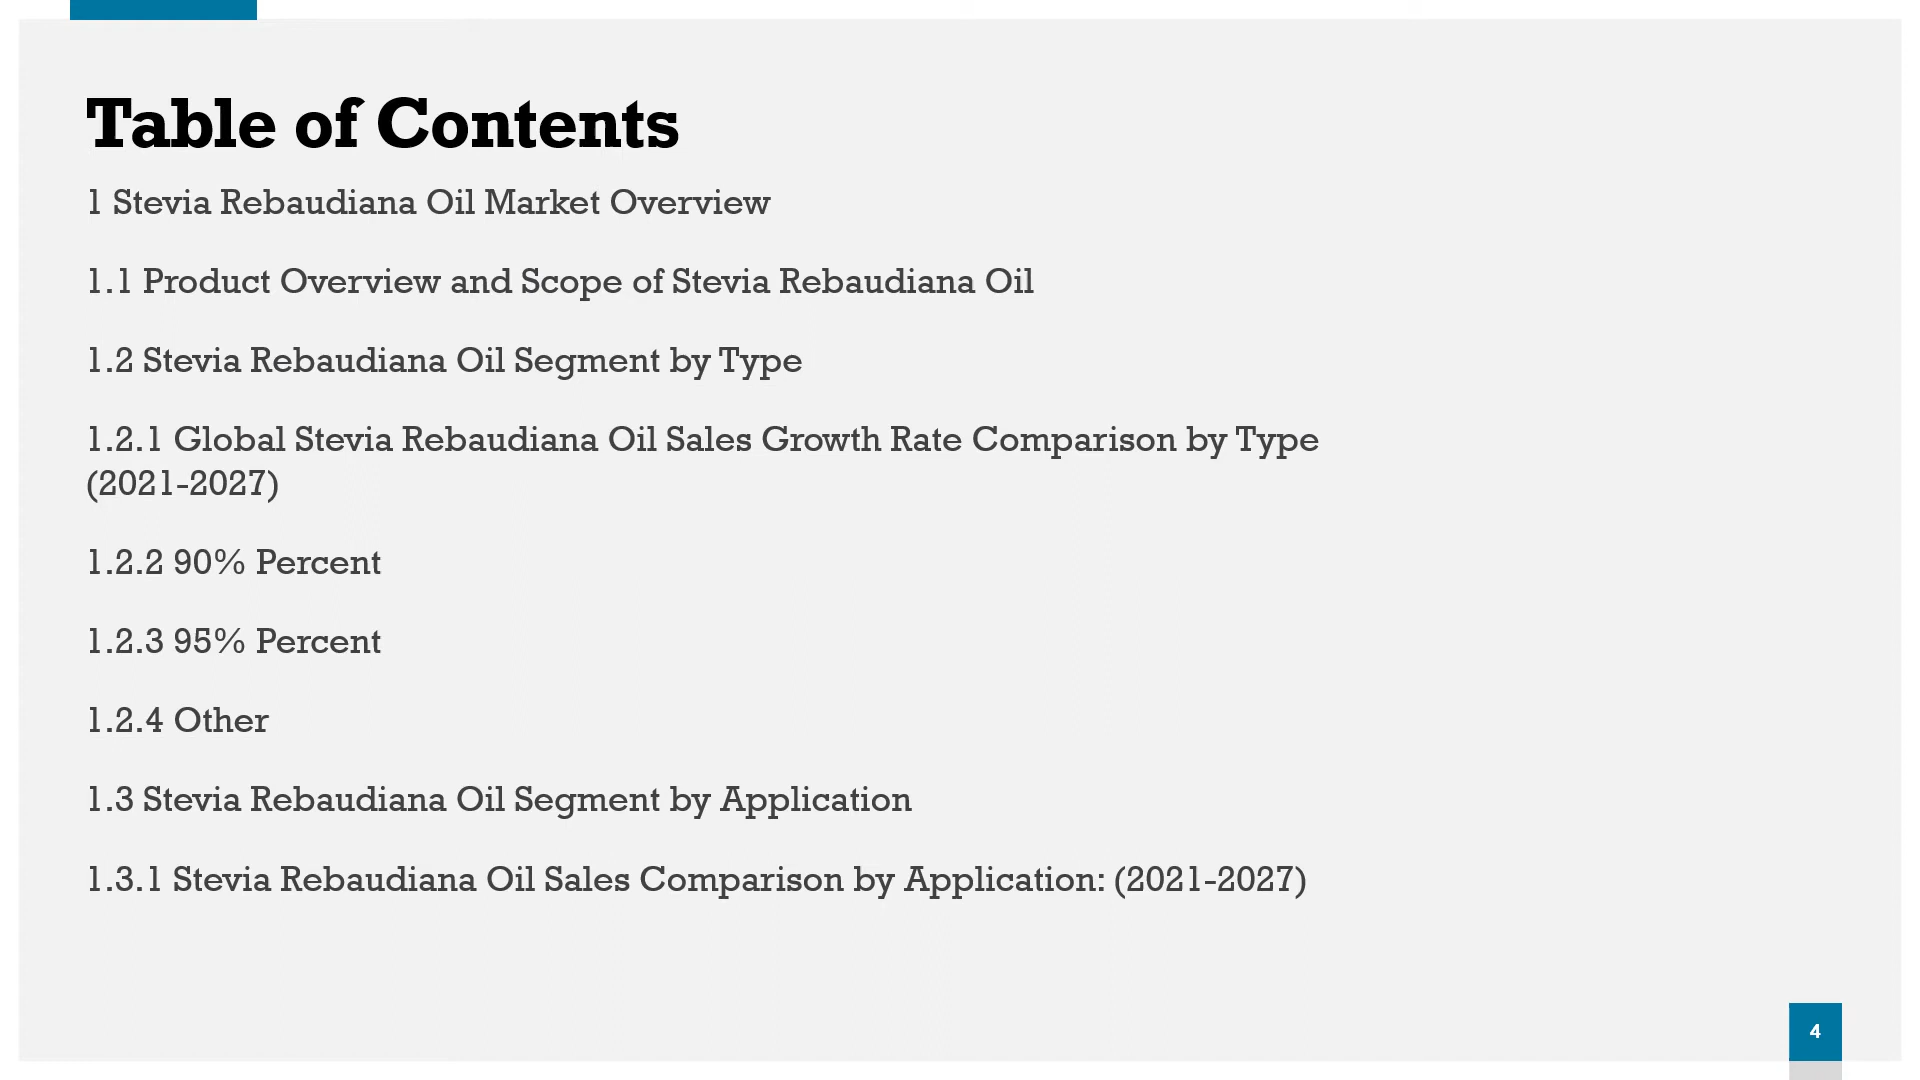 Table of Contents
1 Stevia Rebaudiana Oil Market Overview
1.1 Product Overview and Scope of Stevia Rebaudiana Oil
1.2 Stevia Rebaudiana Oil Segment by Type
1.2.1 Global Stevia Rebaudiana Oil Sales Growth Rate Comparison by Type
(2021-2027)
1.2.2 90% Percent
1.2.3 95% Percent
1.2.4 Other
1.3 Stevia Rebaudiana Oil Segment by Application
1.3.1 Stevia Rebaudiana Oil Sales Comparison by Application: (2021-2027)
4